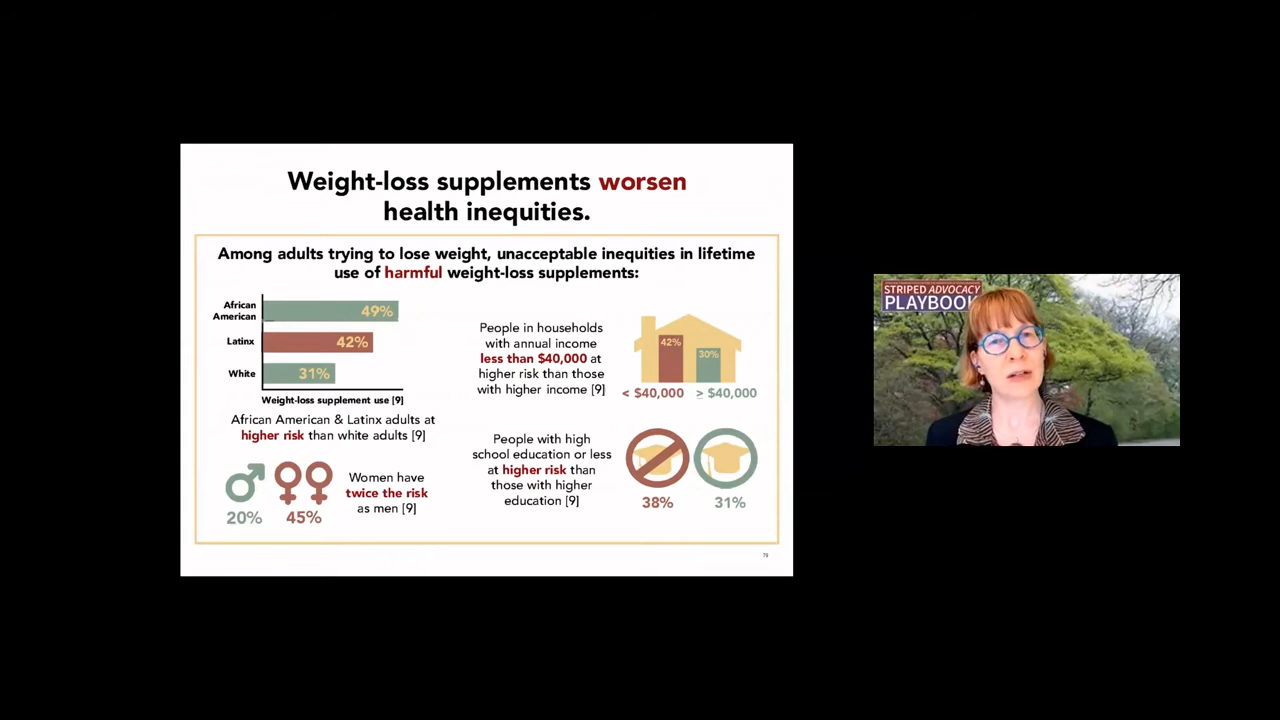 Weight-loss supplements worsen
health inequities.
Among adults trying to lose weight, unacceptable inequities in lifetime
use of harmful weight-loss supplements:
African
American
49%
Latinx
42%
White
31%
Weight-loss supplement use [9]
African American & Latinx adults at
higher risk than white adults [9]
20%
45%
Women have
twice the risk
as men [9]
People in households
with annual income
less than $40,000 at
higher risk than those
with higher income [9]
42%
30%
< $40,000
≥ $40,000
People with high
school education or less
at higher risk than
those with higher
education [9]
38%
31%
79
STRIPED ADVOCACY
PLAYBOOK